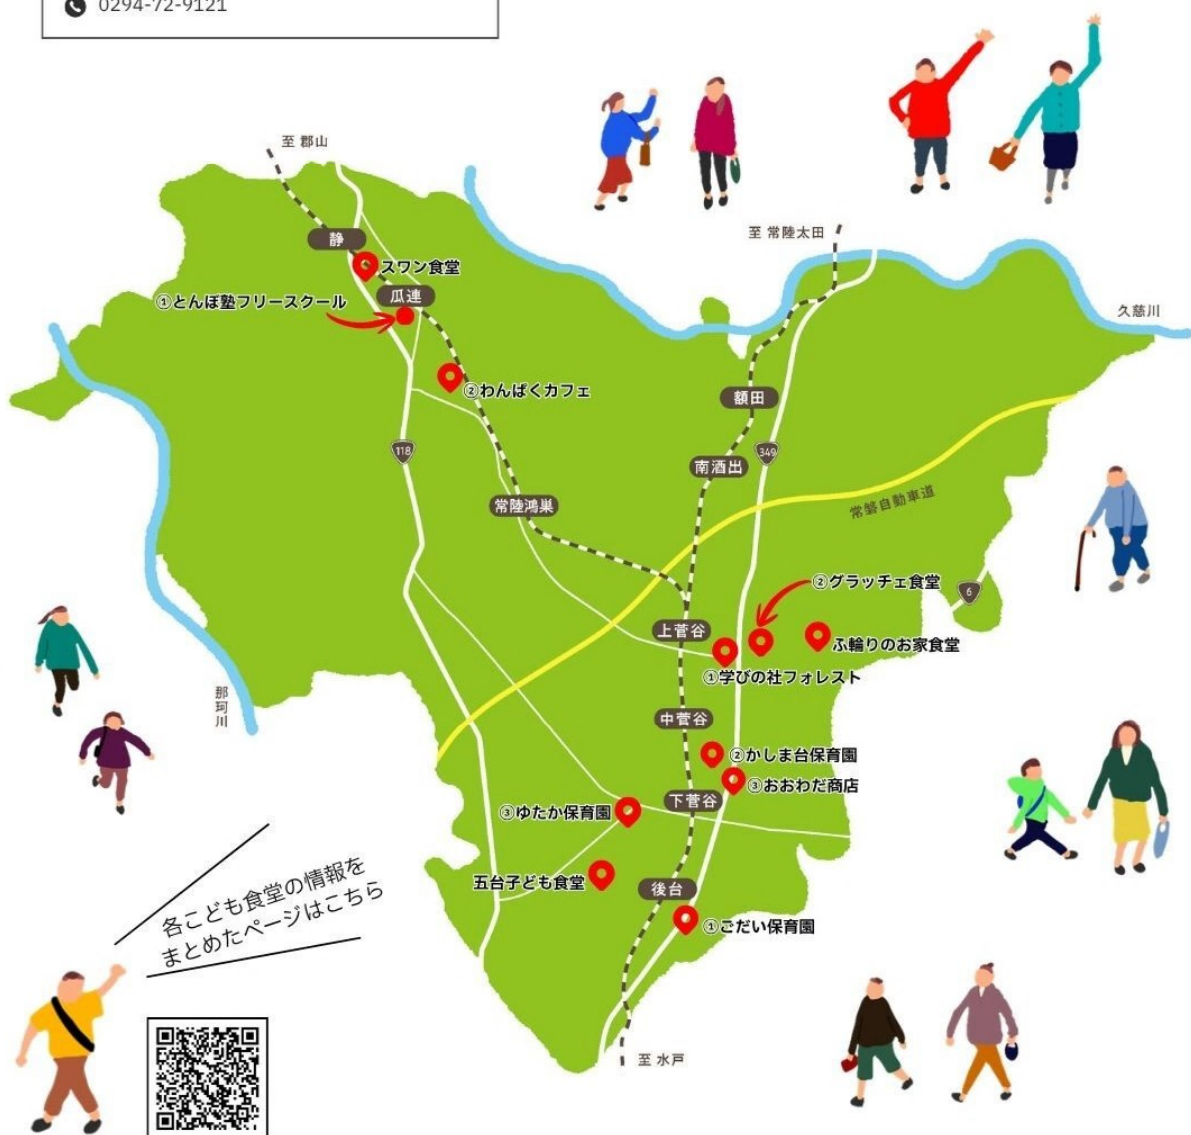 0294-72-9121
至 郡山
静
スワン食堂
①とんぼ塾フリースクール
瓜連
②わんぱくカフェ
118
常陸鴻巣
至 常陸太田
久慈川
額田
南酒出
349
常磐自動車道
②グラッチェ食堂
6
上菅谷
ふ輪りのお家食堂
①学びの社フォレスト
那珂川
中菅谷
②かしま台保育園
③おおわだ商店
下菅谷
③ゆたか保育園
五台子ども食堂
後台
①ごだい保育園
各こども食堂の情報を
まとめたページはこちら
至 水戸